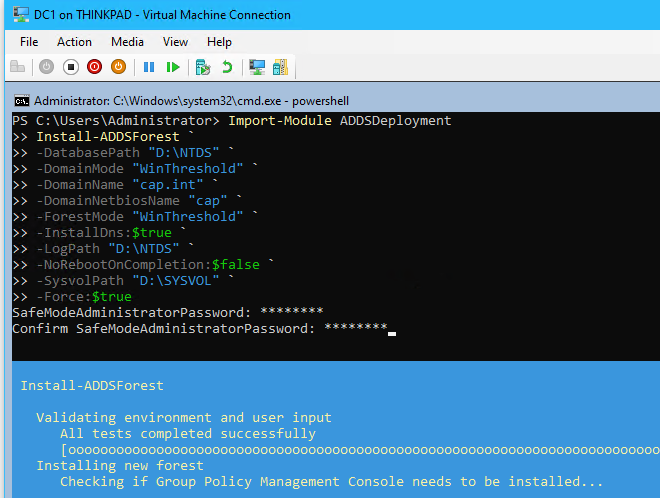 DC1 on THINKPAD - Virtual Machine Connection
File Action Media View Help
Administrator: C:\Windows\system32\cmd.exe - powershell
PS C:\Users\Administrator> Import-Module ADDSDeployment
>> Install-ADDSForest `
>> -DatabasePath "D:\NTDS" `
>> -DomainMode "WinThreshold" `
>> -DomainName "cap.int" `
>> -DomainNetbiosName "cap" `
>> -ForestMode "WinThreshold" `
>> -InstallDns:$true `
>> -LogPath "D:\NTDS" `
>> -NoRebootOnCompletion:$false `
>> -SysvolPath "D:\SYSVOL" `
>> -Force:$true
SafeModeAdministratorPassword: ********
Confirm SafeModeAdministratorPassword: ********
Install-ADDSForest
Validating environment and user input
All tests completed successfully
[oooooooooooooooooooooooooooooooooooooooooooooooooooooooooooooooooooooooooo
Installing new forest
Checking if Group Policy Management Console needs to be installed...